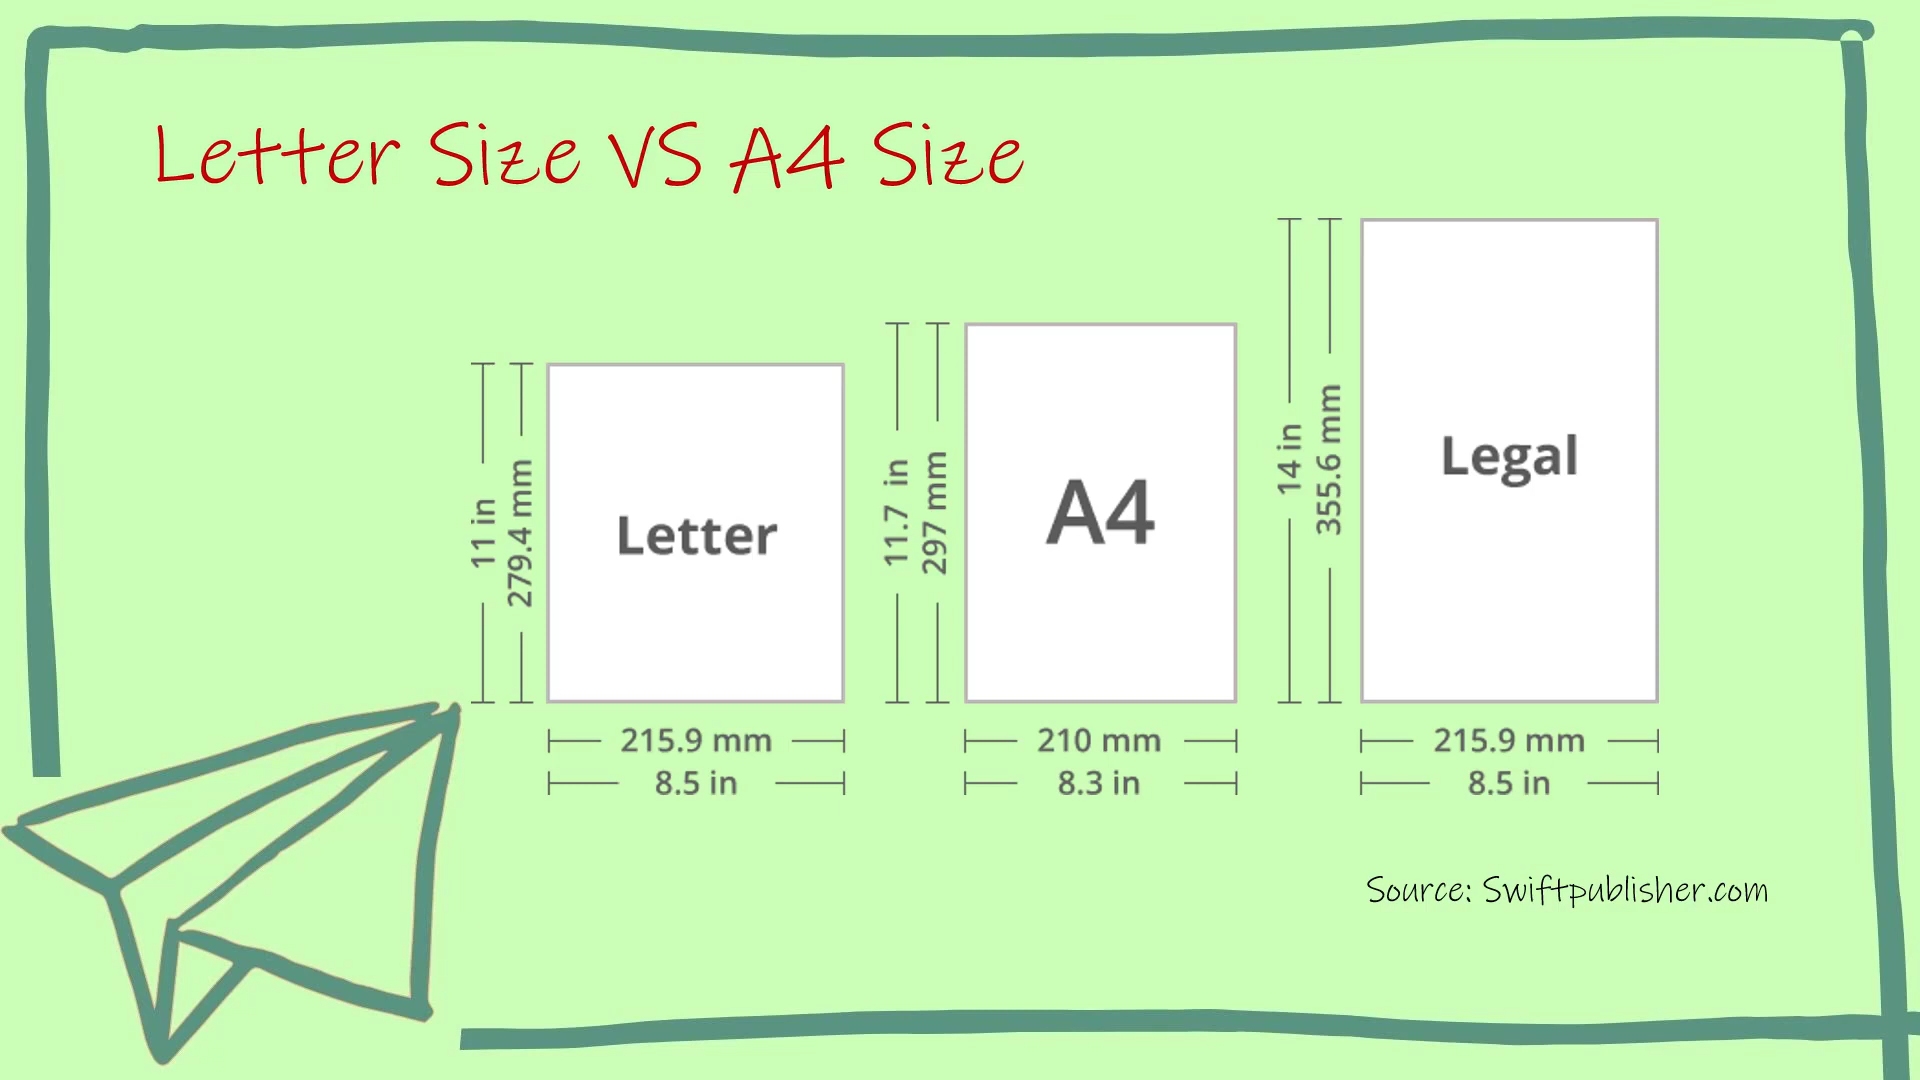 Letter Size VS A4 Size
11 in
279.4 mm
Letter
215.9 mm
8.5 in
11.7 in
297 mm
A4
210 mm
8.3 in
14 in
355.6 mm
Legal
215.9 mm
8.5 in
Source: Swiftpublisher.com